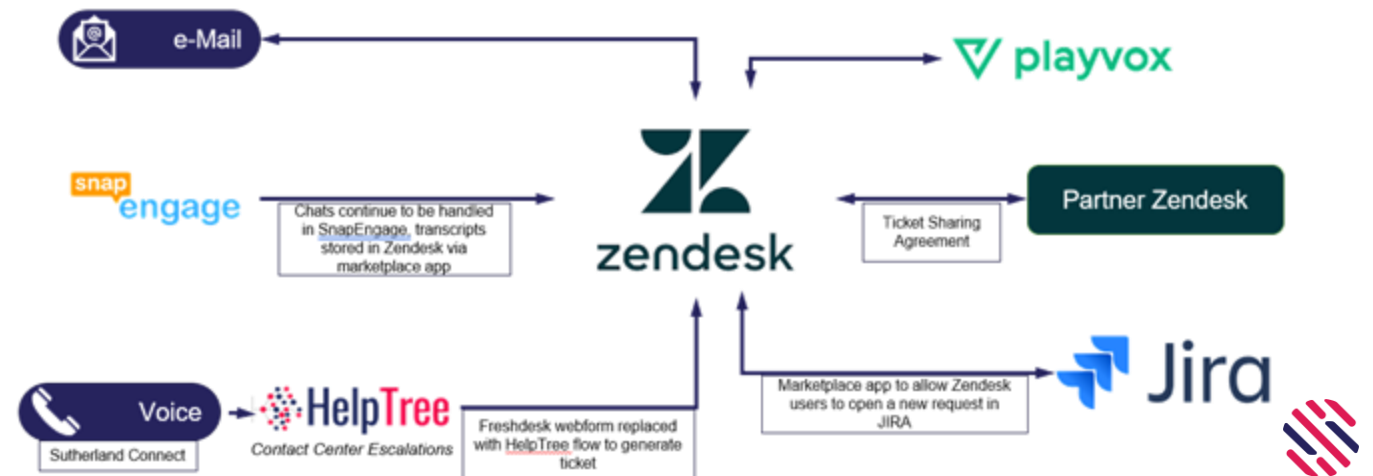 e-Mail
playvox
snap
engage
Chats continue to be handled
in SnapEngage, transcripts
stored in Zendesk via
marketplace app
zendesk
Ticket Sharing
Agreement
Partner Zendesk
Voice
Sutherland Connect
HelpTree
Contact Center Escalations
Freshdesk webform replaced
with HelpTree flow to generate
ticket
Marketplace app to allow Zendesk
users to open a new request in
JIRA
Jira